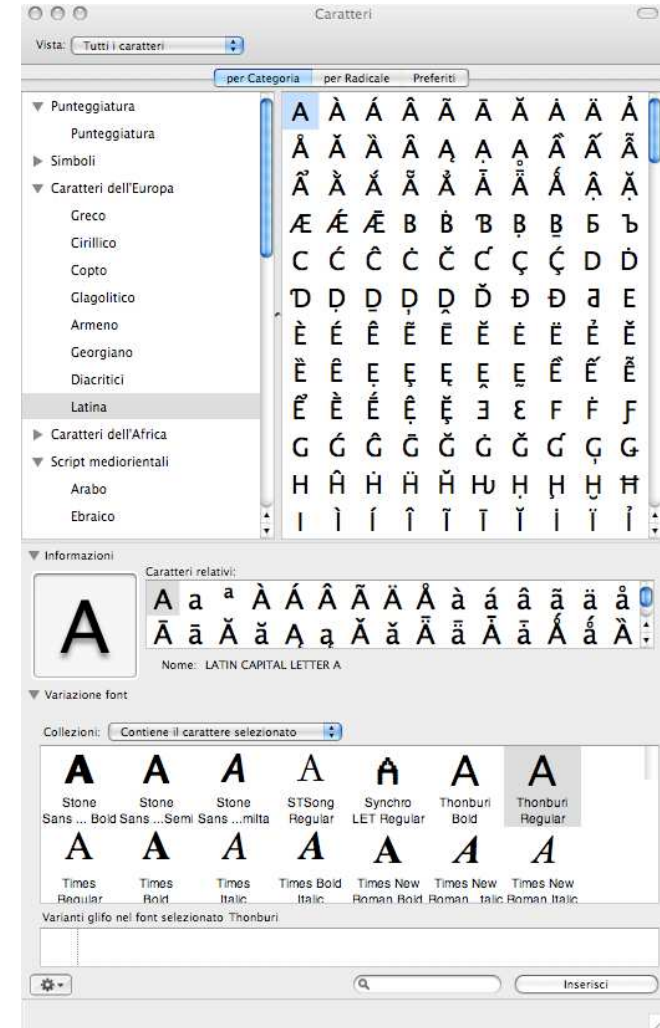 Caratteri
Vista: Tutti i caratteri
per Categoria per Radicale Preferiti
Punteggiatura
Punteggiatura
Simboli
Caratteri dell'Europa
Greco
Cirillico
Copto
Glagolitico
Armeno
Georgiano
Diacritici
Latina
Caratteri dell'Africa
Script mediorientali
Arabo
Ebraico
A À Á Â Ã Ā Ă Ȧ Ä Ả
Å Ǎ Ȁ Ȃ Ą Ạ Ḁ Ầ Ấ Ẫ
Æ Ǽ Ǣ B Ḃ Ɓ Ḅ Ḇ Ƃ Ъ
C Ć Ĉ Ċ Č Ƈ Ç Ḉ D Ḋ
È É Ê Ẽ Ē Ĕ Ė Ë Ẻ Ě
G Ǵ Ĝ Ḡ Ğ Ġ Ǧ Ɠ Ģ Ǥ
H Ĥ Ḣ Ḧ Ȟ Ƕ Ḥ Ḩ Ḫ Ħ
I Ì Í Î Ĩ Ī Ĭ İ Ï Ỉ
Informazioni
A
Caratteri relativi:
A a ª À Á Â Ã Ä Å à á â ã ä å
Ā ā Ă ă Ą ą Ǎ ǎ Ǟ ǟ Ǡ ǡ Ǻ ǻ Ȁ
Nome: LATIN CAPITAL LETTER A
Variazione font
Collezioni: Contiene il carattere selezionato
A A A A A A A
Stone Stone Stone STSong Synchro Thonburi Thonburi
Sans ... Bold Sans ...Semi Sans ...milta Regular LET Regular Bold Regular
A A A A A A A
Times Times Times Times Bold Times New Times New Times New
Regular Bold Italic Italic Roman Bold Roman ...talic Roman Italic
Varianti glifo nel font selezionato Thonburi
Inserisci